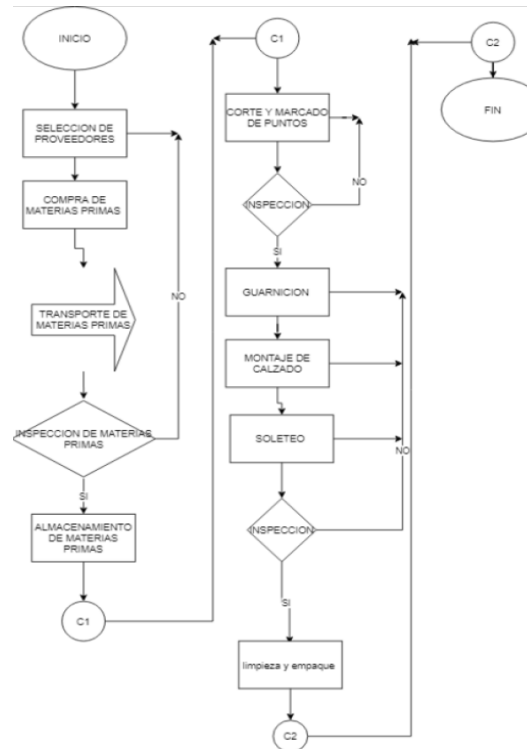 INICIO
SELECCION DE
PROVEEDORES
COMPRA DE
MATERIAS PRIMAS
TRANSPORTE DE
MATERIAS PRIMAS
NO
INSPECCION DE MATERIAS
PRIMAS
SI
ALMACENAMIENTO
DE MATERIAS
PRIMAS
C1
C1
CORTE Y MARCADO
DE PUNTOS
NO
INSPECCION
SI
GUARNICION
MONTAJE DE
CALZADO
SOLETEO
NO
INSPECCION
SI
limpieza y empaque
C2
C2
FIN